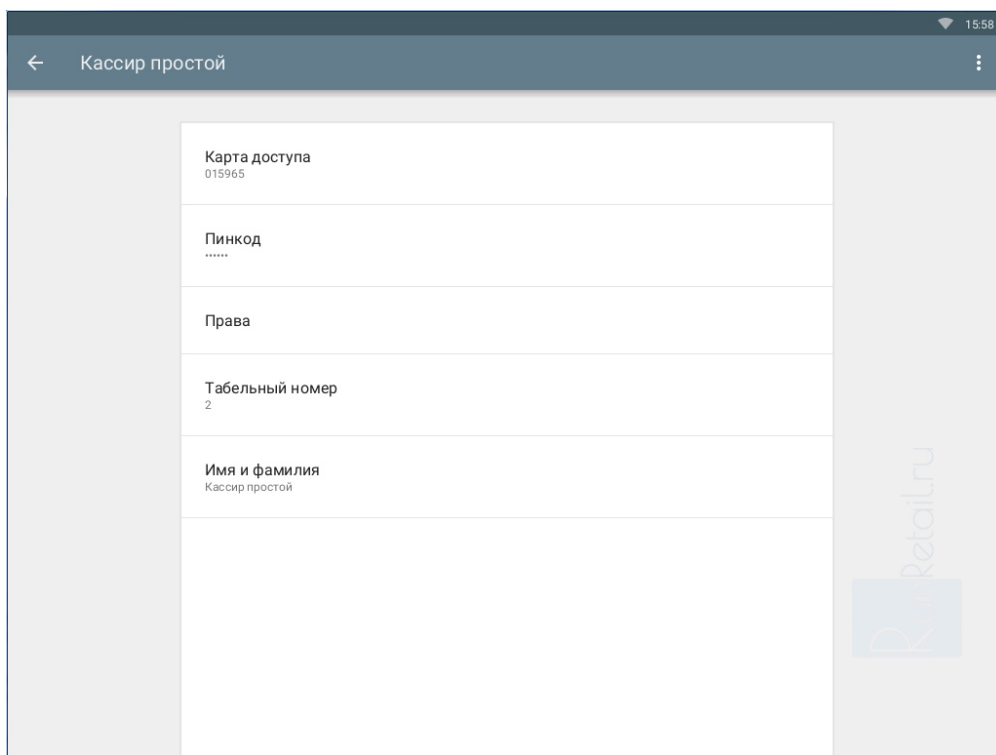 15:58
Кассир простой
Карта доступа
015965
Пинкод
••••••
Права
Табельный номер
2
Имя и фамилия
Кассир простой
Retail.ru
R